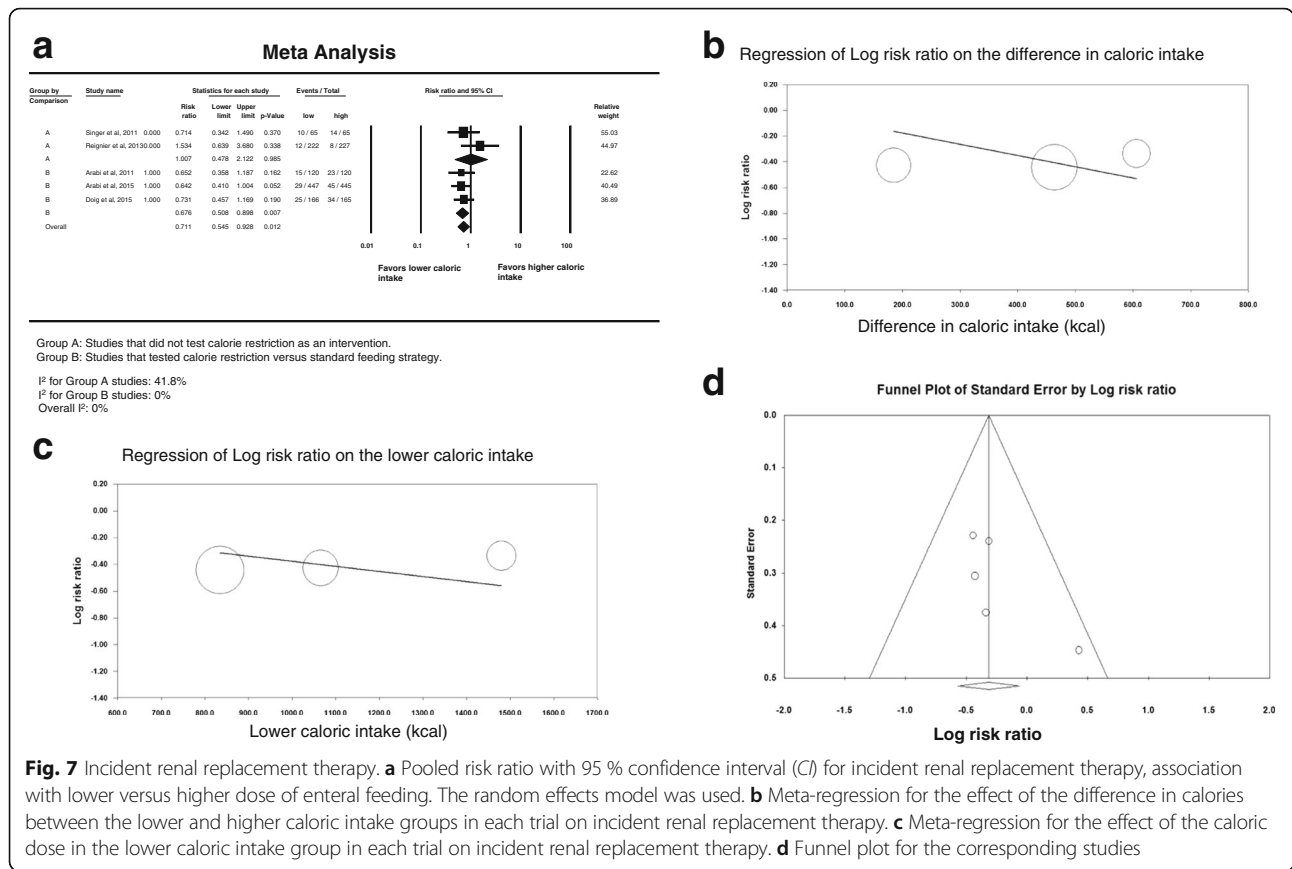 a
Meta Analysis
Group by Comparison Study name Statistics for each study Events / Total Risk ratio and 95% CI
Risk ratio Lower limit Upper limit p-Value low high Relative weight
A Singer et al, 2011 0.000 0.714 0.342 1.490 0.370 10 / 65 14 / 65 55.03
A Reignier et al, 20130.000 1.534 0.639 3.680 0.338 12 / 222 8 / 227 44.97
A 1.007 0.478 2.122 0.985
B Arabi et al, 2011 1.000 0.652 0.358 1.187 0.162 15 / 120 23 / 120 22.62
B Arabi et al, 2015 1.000 0.642 0.410 1.004 0.052 29 / 447 45 / 445 40.49
B Doig et al, 2015 1.000 0.731 0.457 1.169 0.190 25 / 166 34 / 165 36.89
B 0.676 0.508 0.898 0.007
Overall 0.711 0.545 0.928 0.012
0.01 0.1 1 10 100
Favors lower caloric intake Favors higher caloric intake
Group A: Studies that did not test calorie restriction as an intervention.
Group B: Studies that tested calorie restriction versus standard feeding strategy.
I² for Group A studies: 41.8%
I² for Group B studies: 0%
Overall I²: 0%
b
Regression of Log risk ratio on the difference in caloric intake
Log risk ratio
0.20
0.00
-0.20
-0.40
-0.60
-0.80
-1.00
-1.20
-1.40
0.0 100.0 200.0 300.0 400.0 500.0 600.0 700.0 800.0
Difference in caloric intake (kcal)
c
Regression of Log risk ratio on the lower caloric intake
Log risk ratio
0.20
0.00
-0.20
-0.40
-0.60
-0.80
-1.00
-1.20
-1.40
600.0 700.0 800.0 900.0 1000.0 1100.0 1200.0 1300.0 1400.0 1500.0 1600.0 1700.0
Lower caloric intake (kcal)
d
Funnel Plot of Standard Error by Log risk ratio
Standard Error
0.0
0.1
0.2
0.3
0.4
0.5
-2.0 -1.5 -1.0 -0.5 0.0 0.5 1.0 1.5 2.0
Log risk ratio
Fig. 7 Incident renal replacement therapy. a Pooled risk ratio with 95 % confidence interval (CI) for incident renal replacement therapy, association
with lower versus higher dose of enteral feeding. The random effects model was used. b Meta-regression for the effect of the difference in calories
between the lower and higher caloric intake groups in each trial on incident renal replacement therapy. c Meta-regression for the effect of the caloric
dose in the lower caloric intake group in each trial on incident renal replacement therapy. d Funnel plot for the corresponding studies